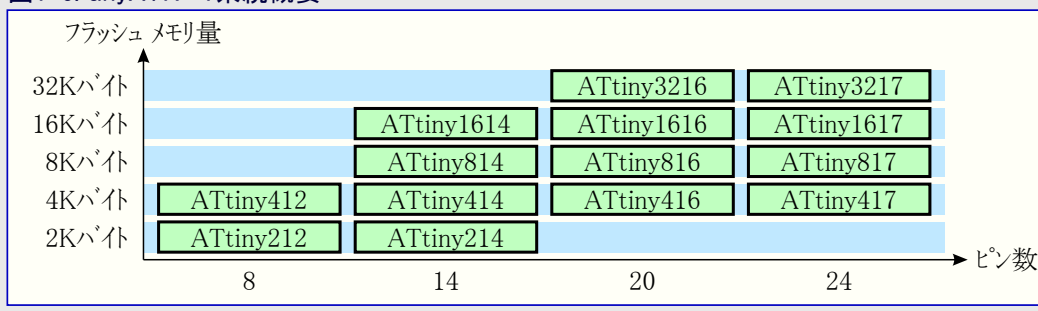 フラッシュ メモリ量
32Kバイト ATtiny3216 ATtiny3217
16Kバイト ATtiny1614 ATtiny1616 ATtiny1617
8Kバイト ATtiny814 ATtiny816 ATtiny817
4Kバイト ATtiny412 ATtiny414 ATtiny416 ATtiny417
2Kバイト ATtiny212 ATtiny214
8 14 20 24
ピン数